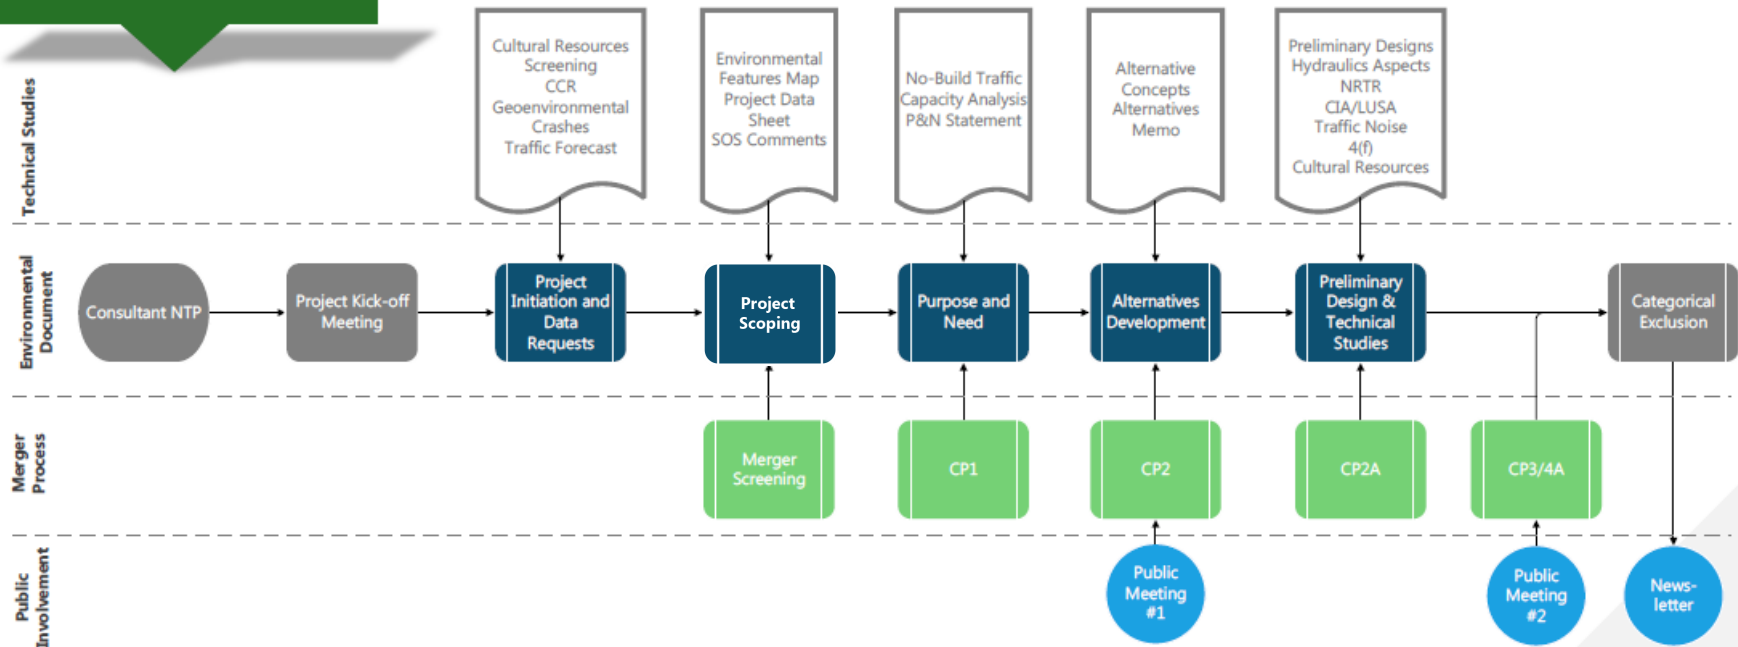 Technical Studies
Cultural Resources
Screening
CCR
Geoenvironmental
Crashes
Traffic Forecast
Environmental
Features Map
Project Data
Sheet
SOS Comments
No-Build Traffic
Capacity Analysis
P&N Statement
Alternative
Concepts
Alternatives
Memo
Preliminary Designs
Hydraulics Aspects
NRTR
CIA/LUSA
Traffic Noise
4(f)
Cultural Resources
Environmental
Document
Consultant NTP
Project Kick-off
Meeting
Project
Initiation and
Data
Requests
Project
Scoping
Purpose and
Need
Alternatives
Development
Preliminary
Design &
Technical
Studies
Categorical
Exclusion
Merger
Process
Merger
Screening
CP1
CP2
CP2A
CP3/4A
Public
Involvement
Public
Meeting
#1
Public
Meeting
#2
News-
letter